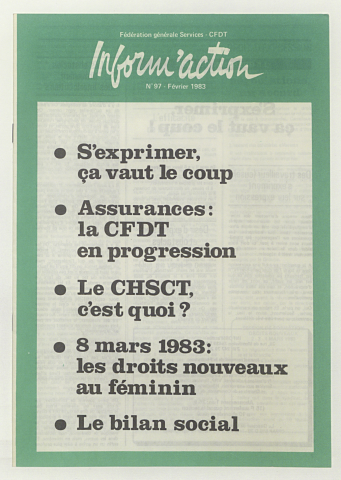 Fédération générale Services - CFDT
Inform'action
N° 97 - Février 1983
● S'exprimer,
ça vaut le coup
● Assurances :
la CFDT
en progression
● Le CHSCT,
c'est quoi ?
● 8 mars 1983 :
les droits nouveaux
au féminin
● Le bilan social